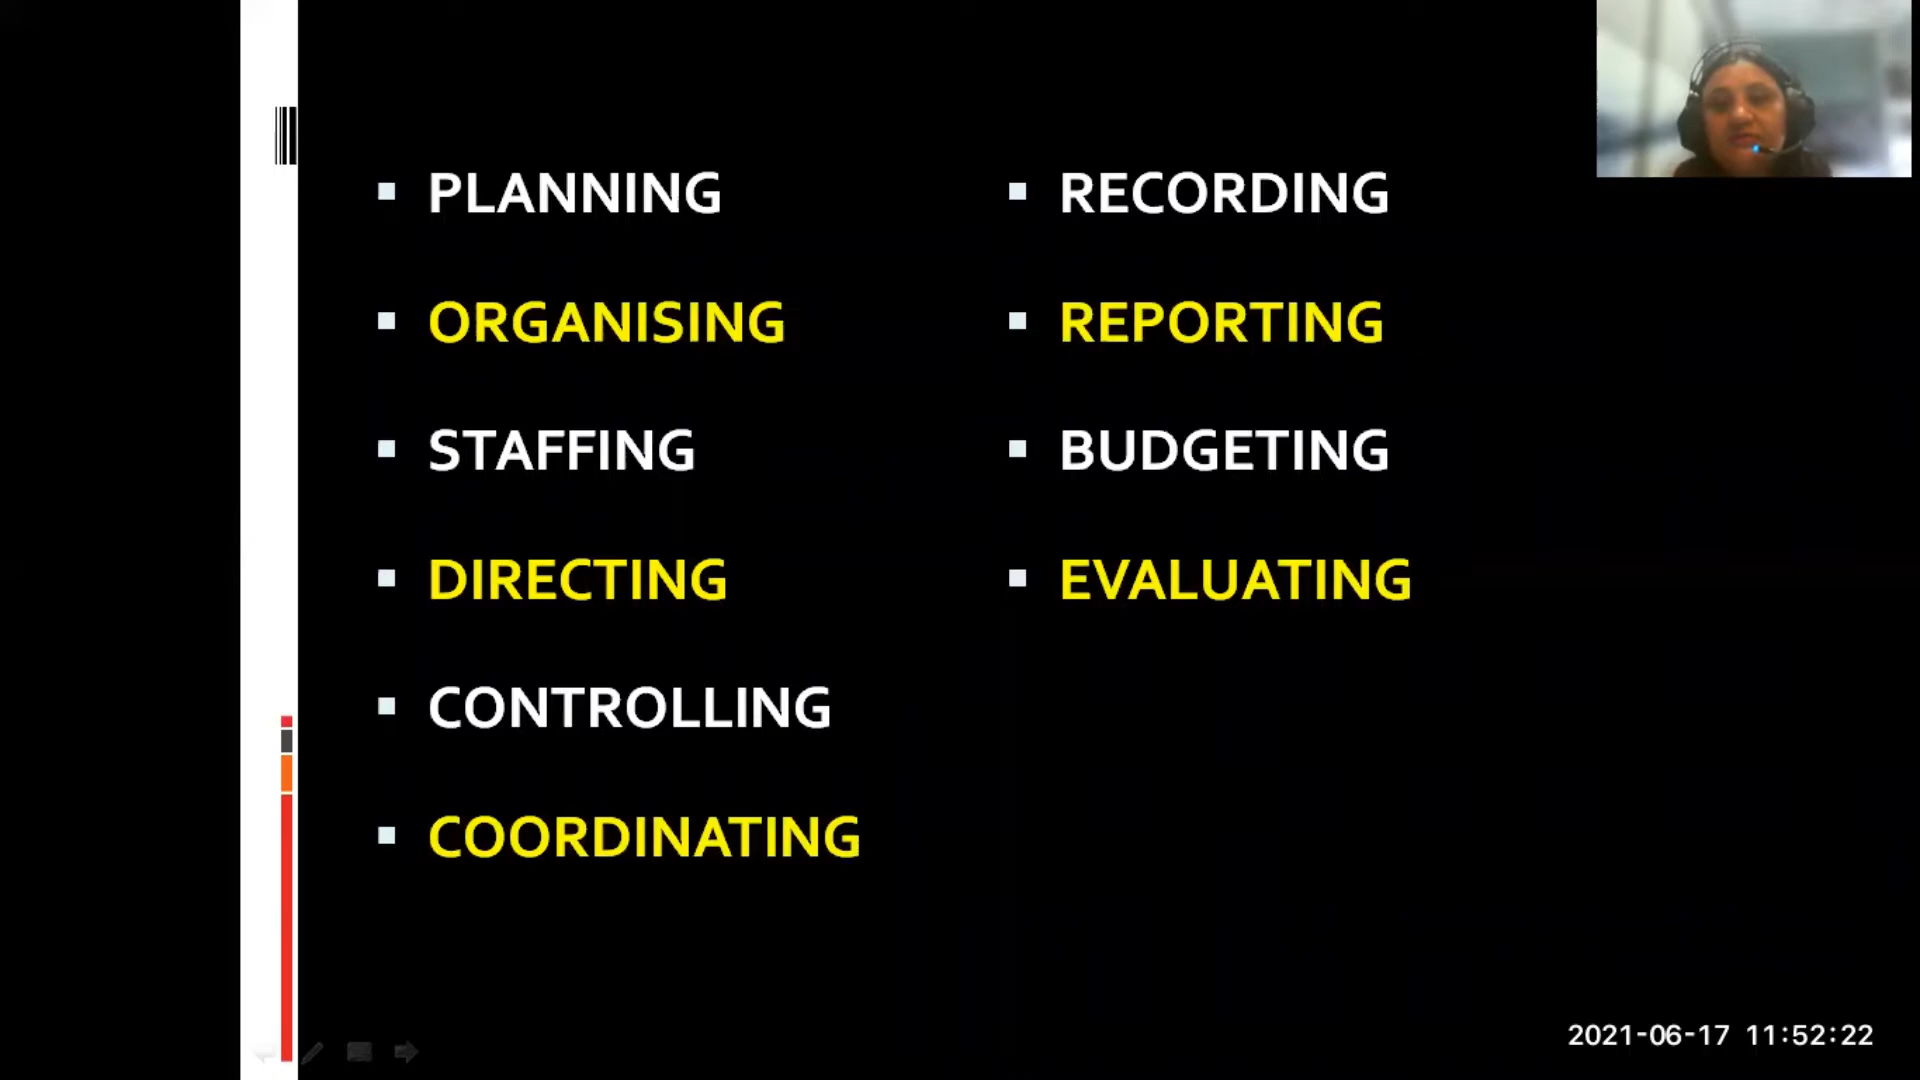 PLANNING
ORGANISING
STAFFING
DIRECTING
CONTROLLING
COORDINATING
RECORDING
REPORTING
BUDGETING
EVALUATING
2021-06-17 11:52:22